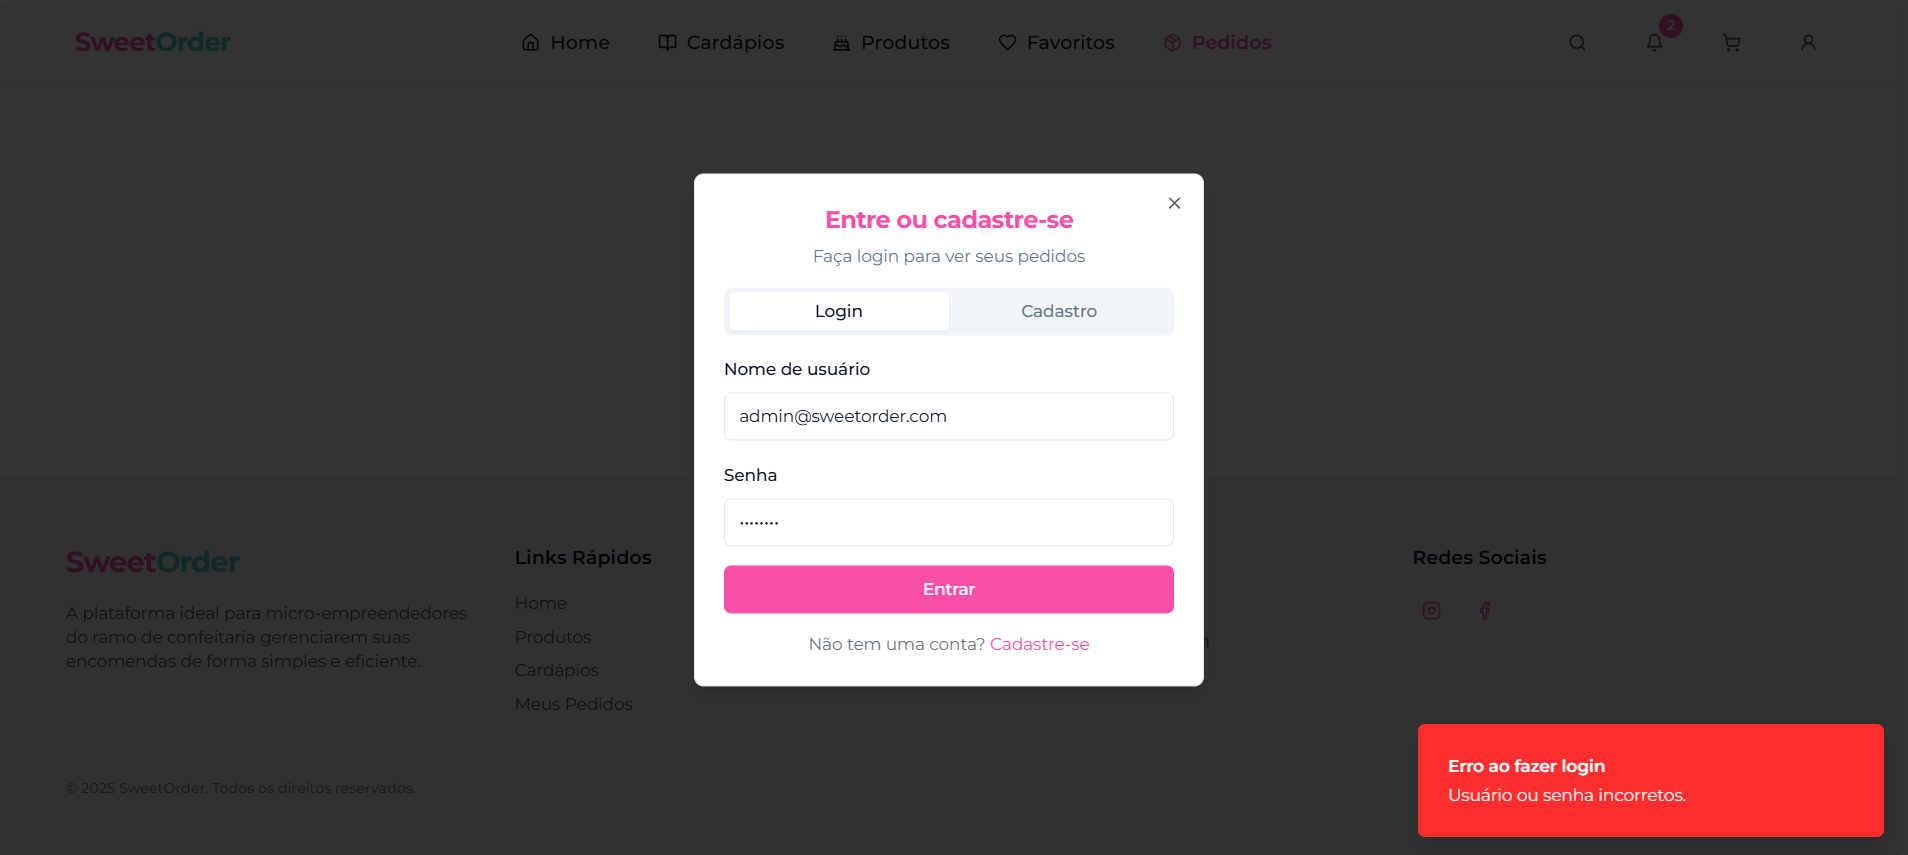 SweetOrder
Home
Cardápios
Produtos
Favoritos
Pedidos
2
Entre ou cadastre-se
Faça login para ver seus pedidos
Login
Cadastro
Nome de usuário
admin@sweetorder.com
Senha
········
Entrar
Não tem uma conta? Cadastre-se
SweetOrder
A plataforma ideal para micro-empreendedores
do ramo de confeitaria gerenciarem suas
encomendas de forma simples e eficiente.
Links Rápidos
Home
Produtos
Cardápios
Meus Pedidos
Redes Sociais
© 2025 SweetOrder. Todos os direitos reservados.
Erro ao fazer login
Usuário ou senha incorretos.